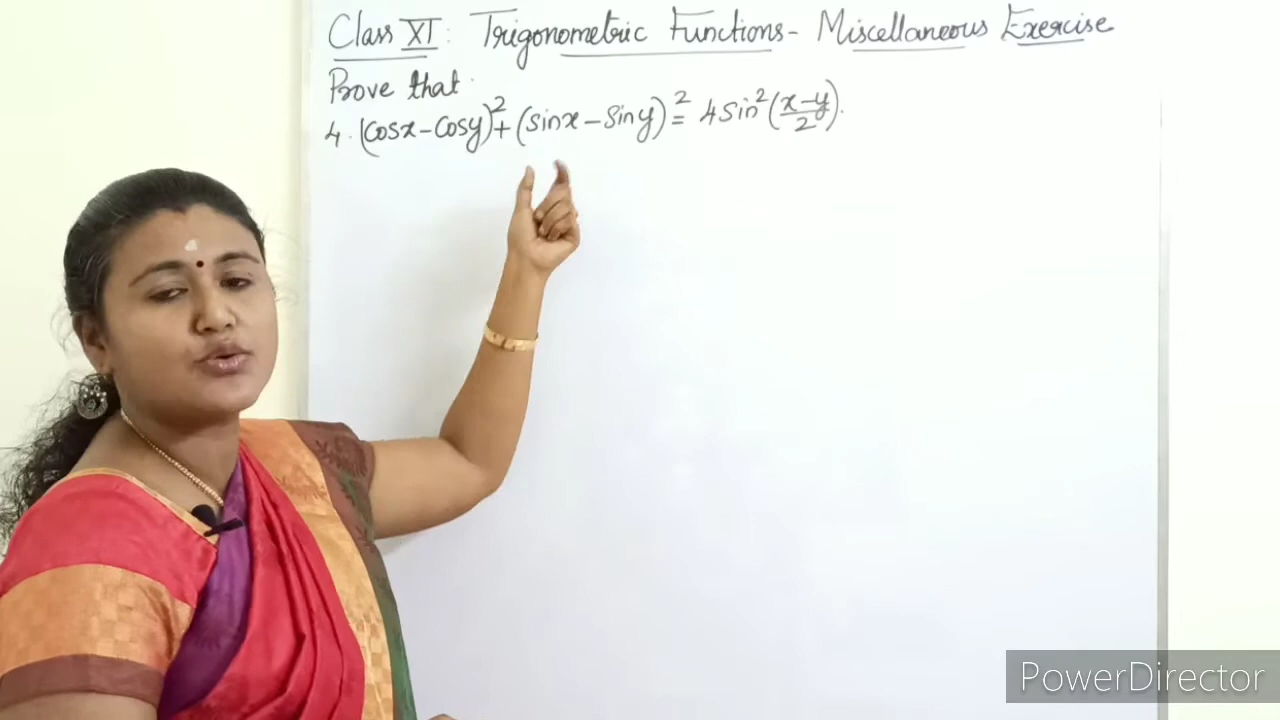 Class XI: Trigonometric Functions- Miscellaneous Exercise
Prove that
4. (cosx-cosy)²+(sinx-siny)²= 4sin²(x-y/2).
PowerDirector